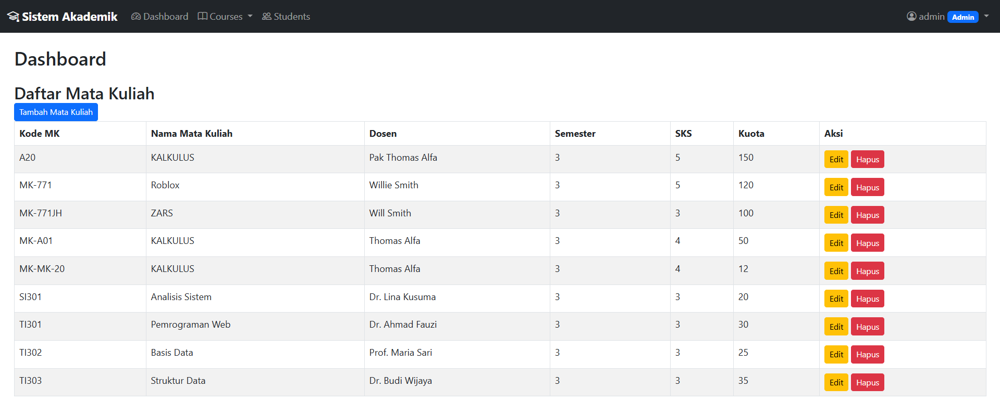 Sistem Akademik Dashboard Courses Students admin Admin
Dashboard
Daftar Mata Kuliah
Tambah Mata Kuliah
Kode MK Nama Mata Kuliah Dosen Semester SKS Kuota Aksi
A20 KALKULUS Pak Thomas Alfa 3 5 150 Edit Hapus
MK-771 Roblox Willie Smith 3 5 120 Edit Hapus
MK-771JH ZARS Will Smith 3 3 100 Edit Hapus
MK-A01 KALKULUS Thomas Alfa 3 4 50 Edit Hapus
MK-MK-20 KALKULUS Thomas Alfa 3 4 12 Edit Hapus
SI301 Analisis Sistem Dr. Lina Kusuma 3 3 20 Edit Hapus
TI301 Pemrograman Web Dr. Ahmad Fauzi 3 3 30 Edit Hapus
TI302 Basis Data Prof. Maria Sari 3 3 25 Edit Hapus
TI303 Struktur Data Dr. Budi Wijaya 3 3 35 Edit Hapus